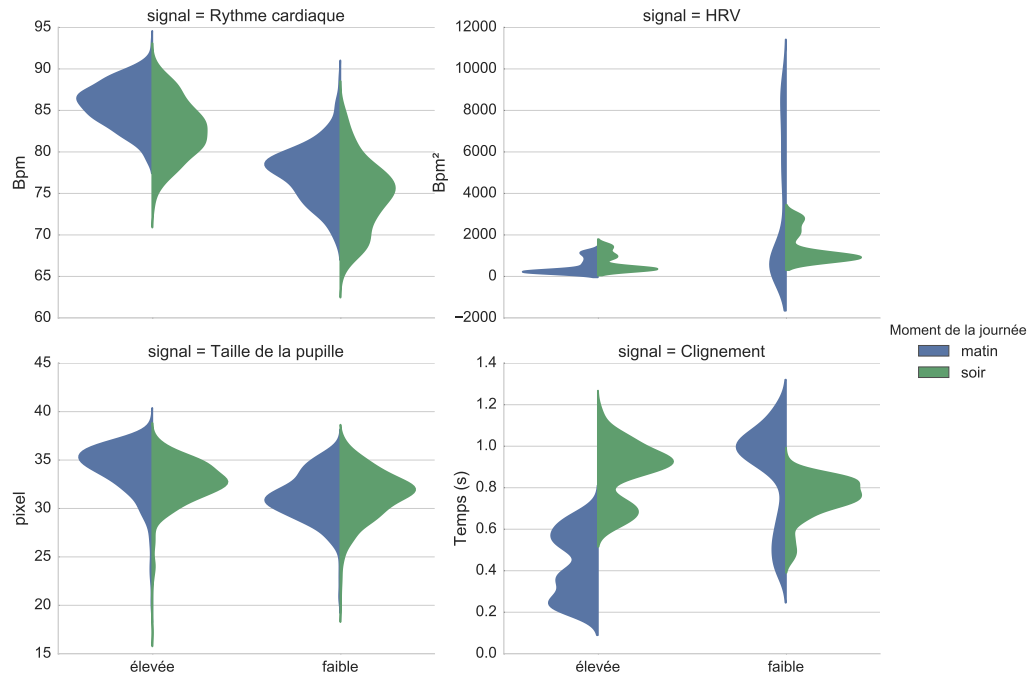 signal = Rythme cardiaque
95
90
85
80
75
70
65
60
Bpm
signal = HRV
12000
10000
8000
6000
4000
2000
0
−2000
Bpm²
signal = Taille de la pupille
45
40
35
30
25
20
15
pixel
élevée
faible
signal = Clignement
1.4
1.2
1.0
0.8
0.6
0.4
0.2
0.0
Temps (s)
élevée
faible
Moment de la journée
matin
soir